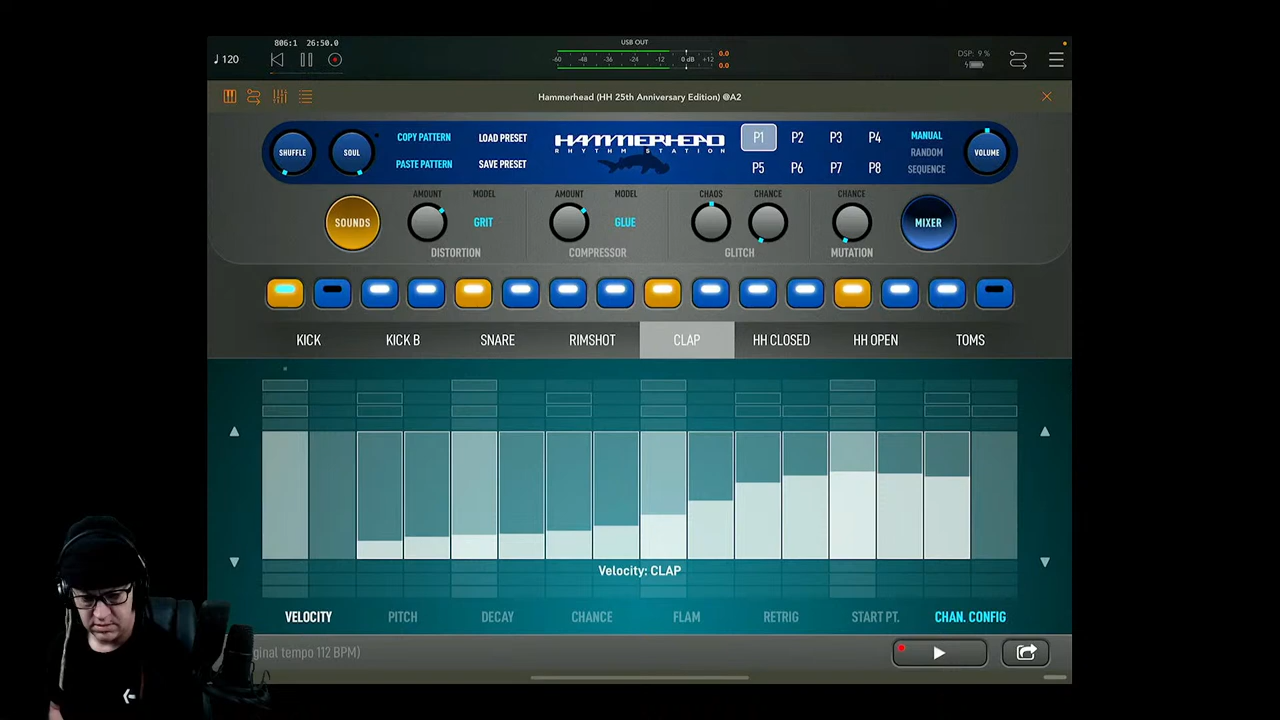 806:1 26:50.0
USB OUT
♩120
-60 -48 -36 -24 -12 0 dB +12
0.0
0.0
DSP: 9 %
Hammerhead (HH 25th Anniversary Edition) @A2
SHUFFLE
SOUL
COPY PATTERN
LOAD PRESET
PASTE PATTERN
SAVE PRESET
HAMMERHEAD
RHYTHM STATION
P1 P2 P3 P4
P5 P6 P7 P8
MANUAL
RANDOM
SEQUENCE
VOLUME
AMOUNT MODEL AMOUNT MODEL CHAOS CHANCE CHANCE
SOUNDS GRIT GLUE MIXER
DISTORTION COMPRESSOR GLITCH MUTATION
KICK KICK B SNARE RIMSHOT CLAP HH CLOSED HH OPEN TOMS
Velocity: CLAP
VELOCITY PITCH DECAY CHANCE FLAM RETRIG START PT. CHAN. CONFIG
ginal tempo 112 BPM)